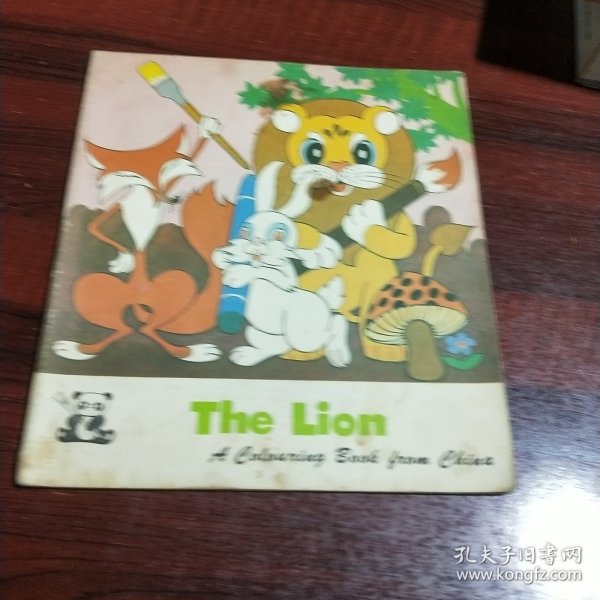 The Lion
A Colouring Book from China
孔夫子旧书网
www.kongfz.com